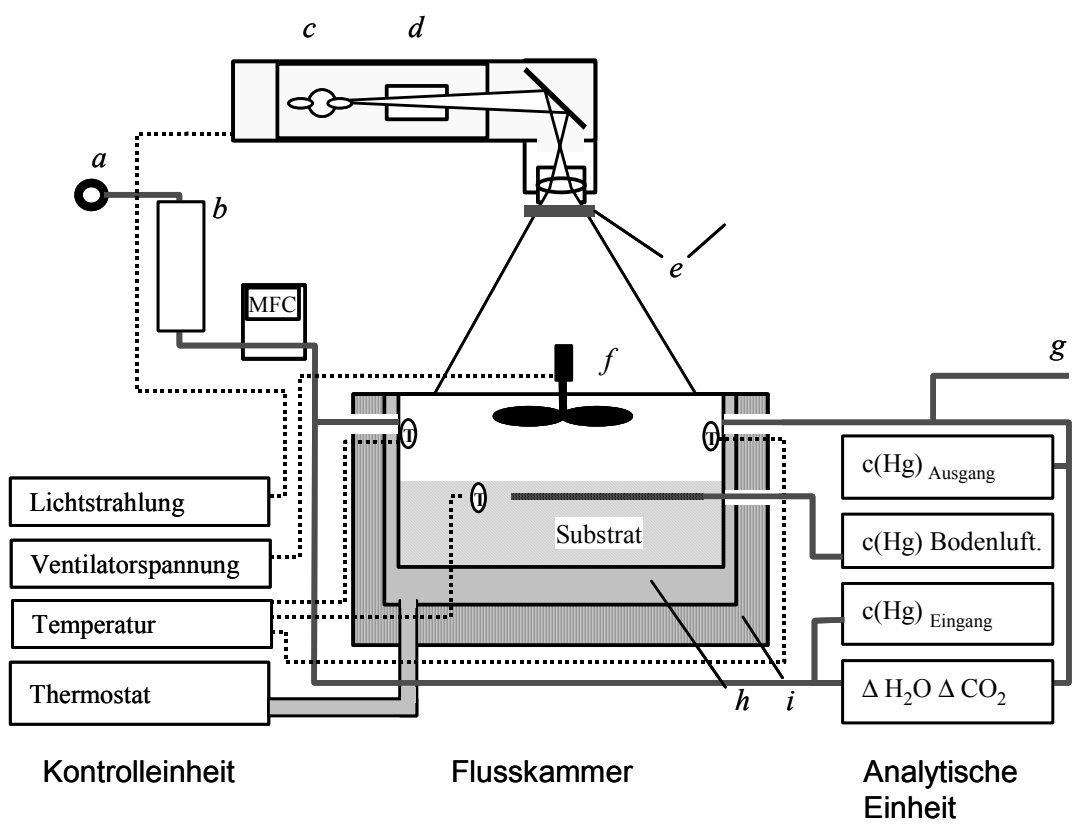 c
d
a
b
MFC
e
f
g
T
T
T
Lichtstrahlung
Ventilatorspannung
Temperatur
Thermostat
Substrat
c(Hg) Ausgang
c(Hg) Bodenluft.
c(Hg) Eingang
Δ H₂O Δ CO₂
h
i
Kontrolleinheit
Flusskammer
Analytische
Einheit